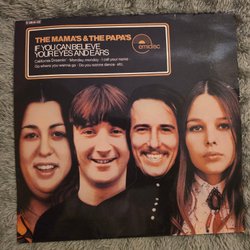 THE MAMA'S & THE PAPA'S
IF YOU CAN BELIEVE
YOUR EYES AND EARS
emidisc
California Dreamin' · Monday monday · I call your name
Go where you wanna go · Do you wanna dance · etc.